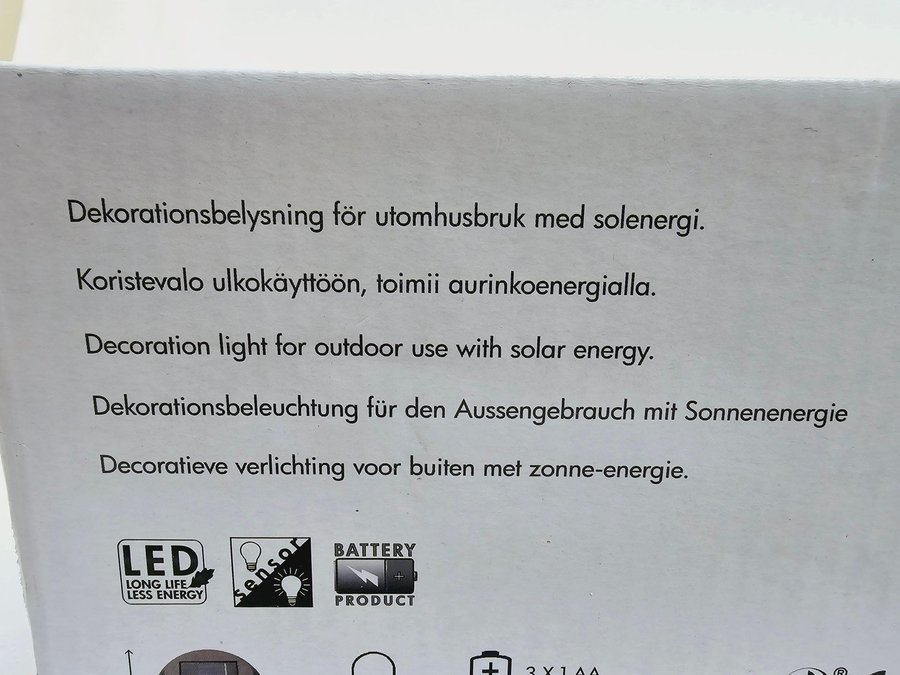 Dekorationsbelysning för utomhusbruk med solenergi.
Koristevalo ulkokäyttöön, toimii aurinkoenergialla.
Decoration light for outdoor use with solar energy.
Dekorationsbeleuchtung für den Aussengebrauch mit Sonnenenergie
Decoratieve verlichting voor buiten met zonne-energie.
LED
LONG LIFE
LESS ENERGY
sensor
BATTERY
PRODUCT
3 X 1 AA
®